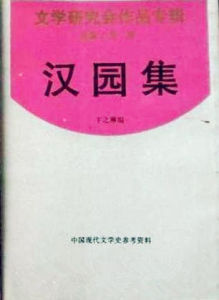 文学研究会作品专辑
汉园集
卞之琳编
中国现代文学史参考资料